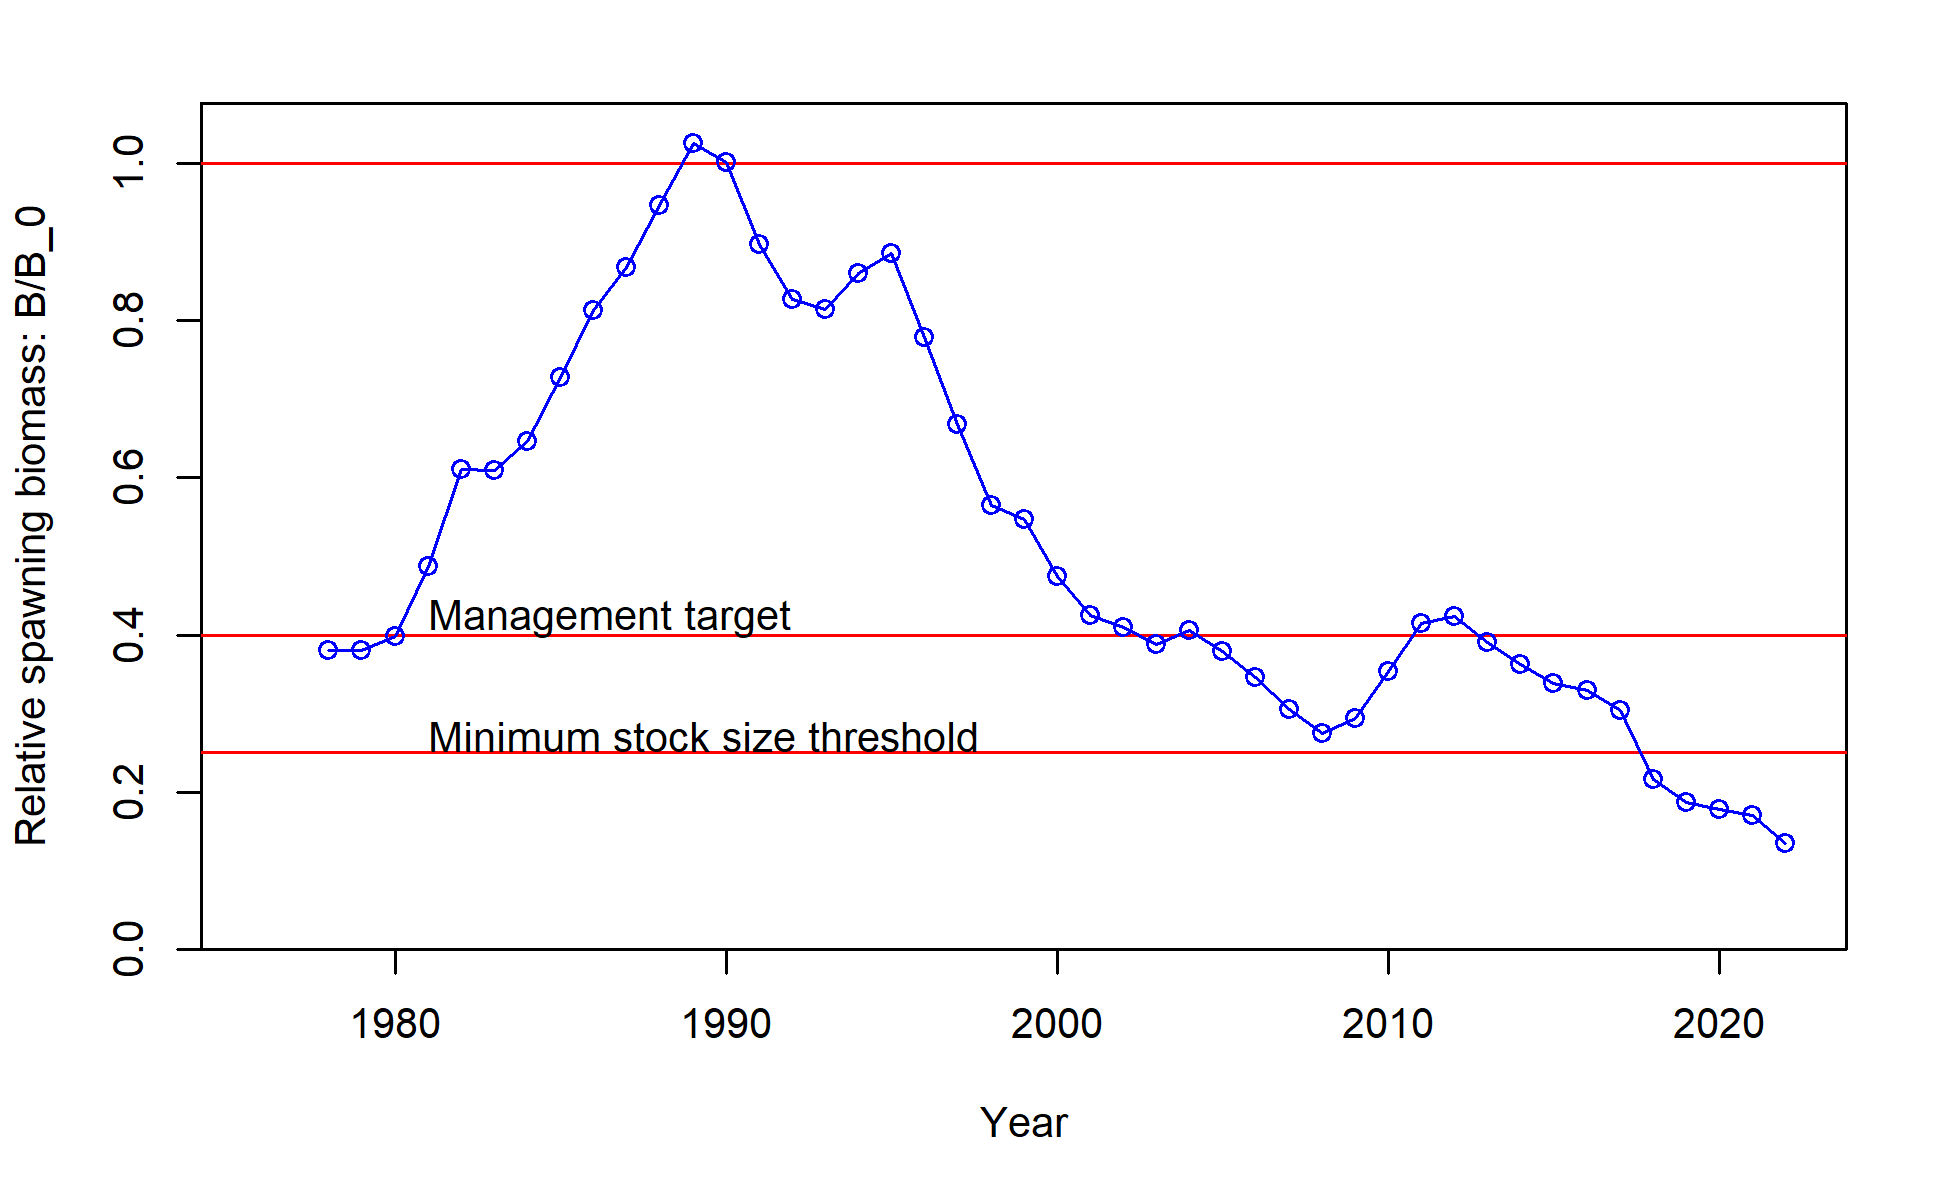 Relative spawning biomass: B/B_0
1.0
0.8
0.6
0.4
0.2
0.0
Management target
Minimum stock size threshold
1980 1990 2000 2010 2020
Year